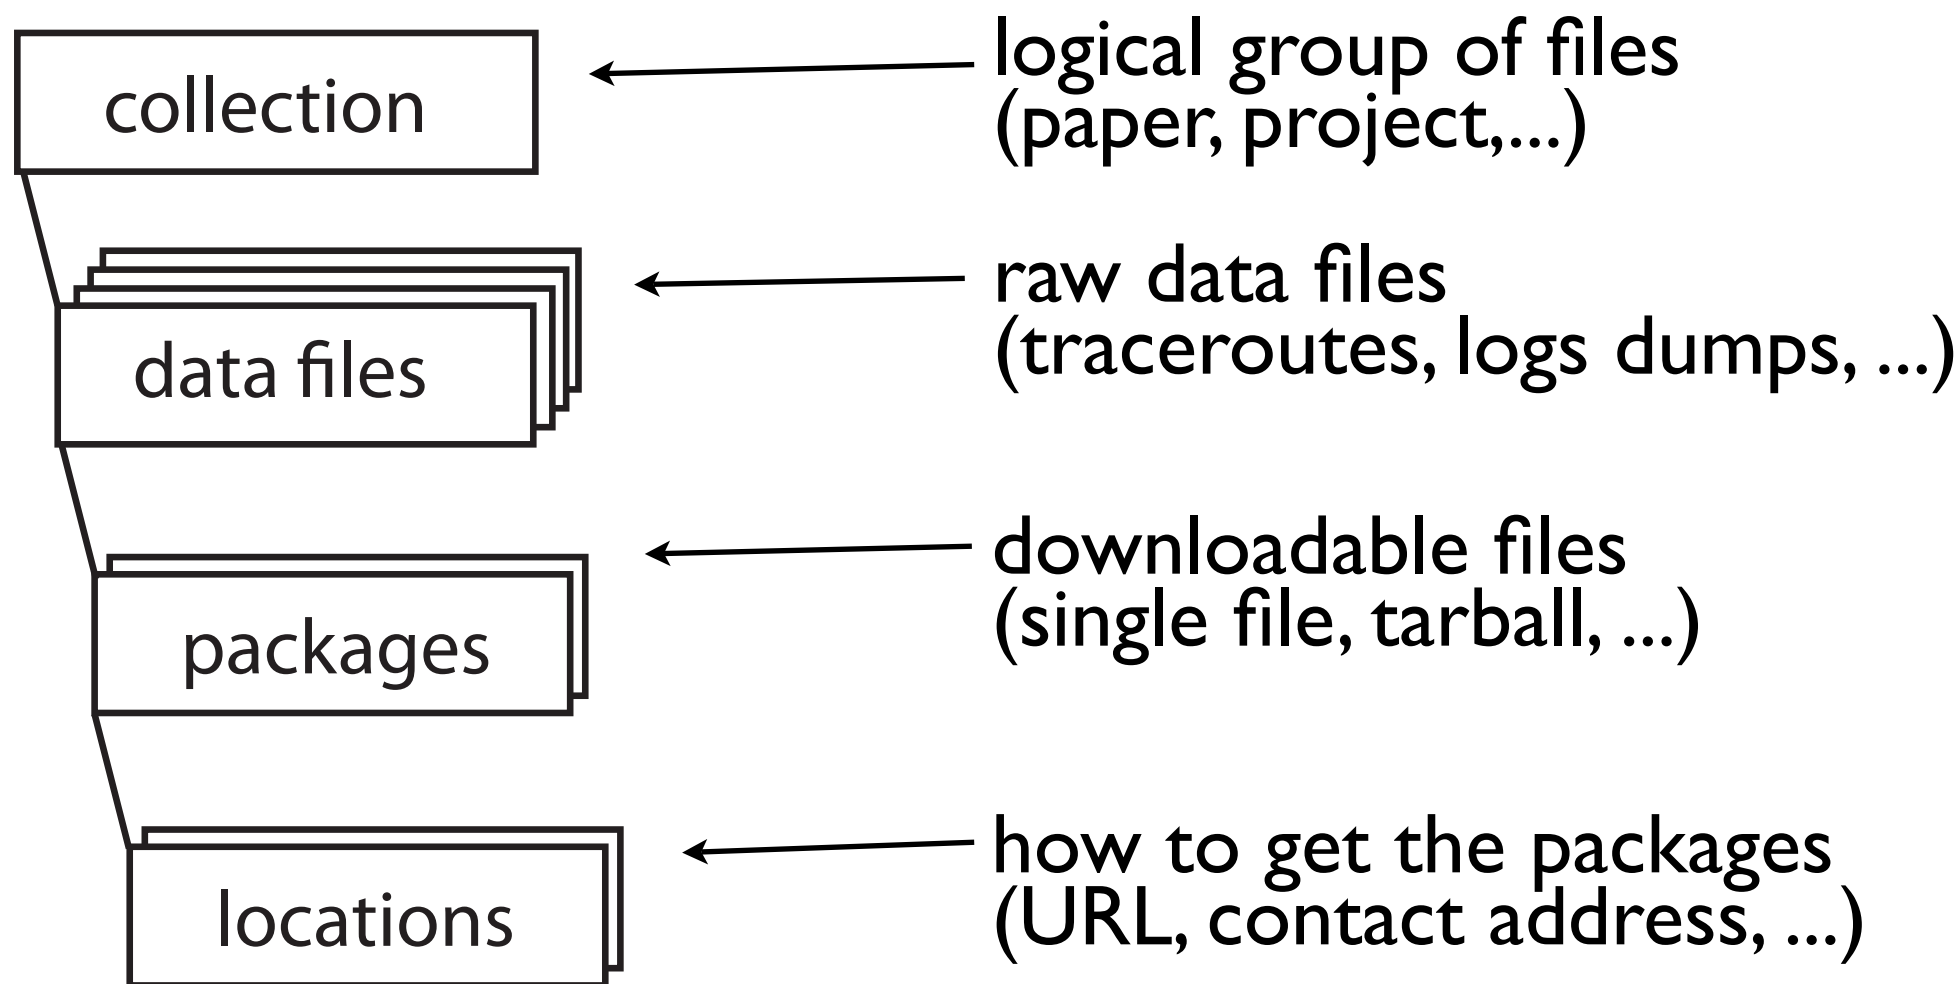 collection
logical group of files
(paper, project,...)
data files
raw data files
(traceroutes, logs dumps, ...)
packages
downloadable files
(single file, tarball, ...)
locations
how to get the packages
(URL, contact address, ...)